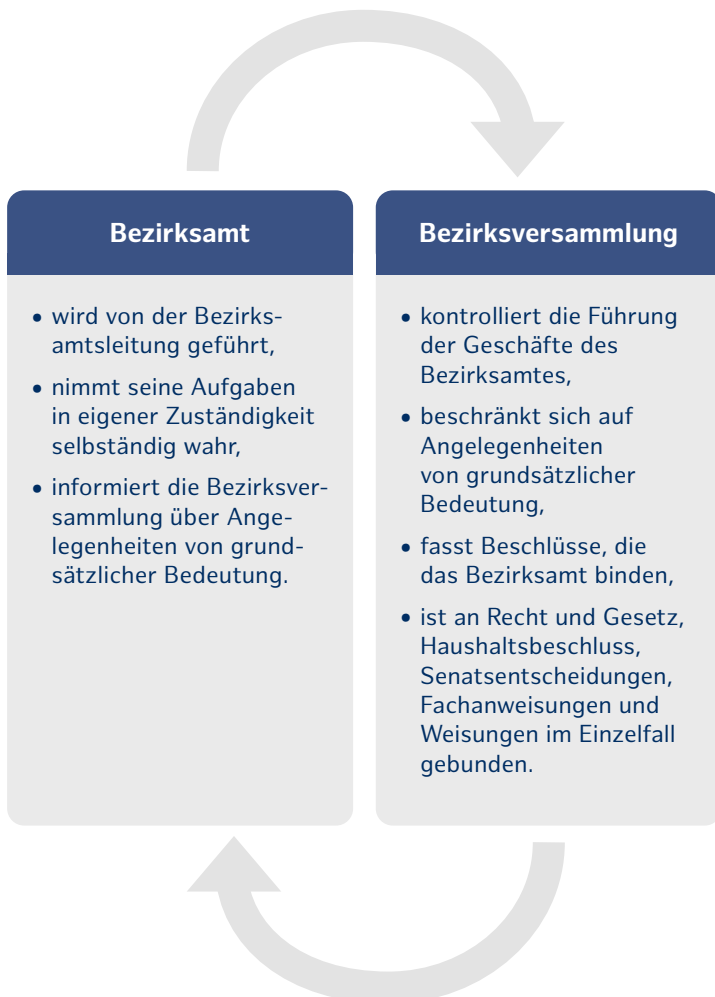 Bezirksamt
• wird von der Bezirks-
amtsleitung geführt,
• nimmt seine Aufgaben
in eigener Zuständigkeit
selbständig wahr,
• informiert die Bezirksver-
sammlung über Ange-
legenheiten von grund-
sätzlicher Bedeutung.
Bezirksversammlung
• kontrolliert die Führung
der Geschäfte des
Bezirksamtes,
• beschränkt sich auf
Angelegenheiten
von grundsätzlicher
Bedeutung,
• fasst Beschlüsse, die
das Bezirksamt binden,
• ist an Recht und Gesetz,
Haushaltsbeschluss,
Senatsentscheidungen,
Fachanweisungen und
Weisungen im Einzelfall
gebunden.